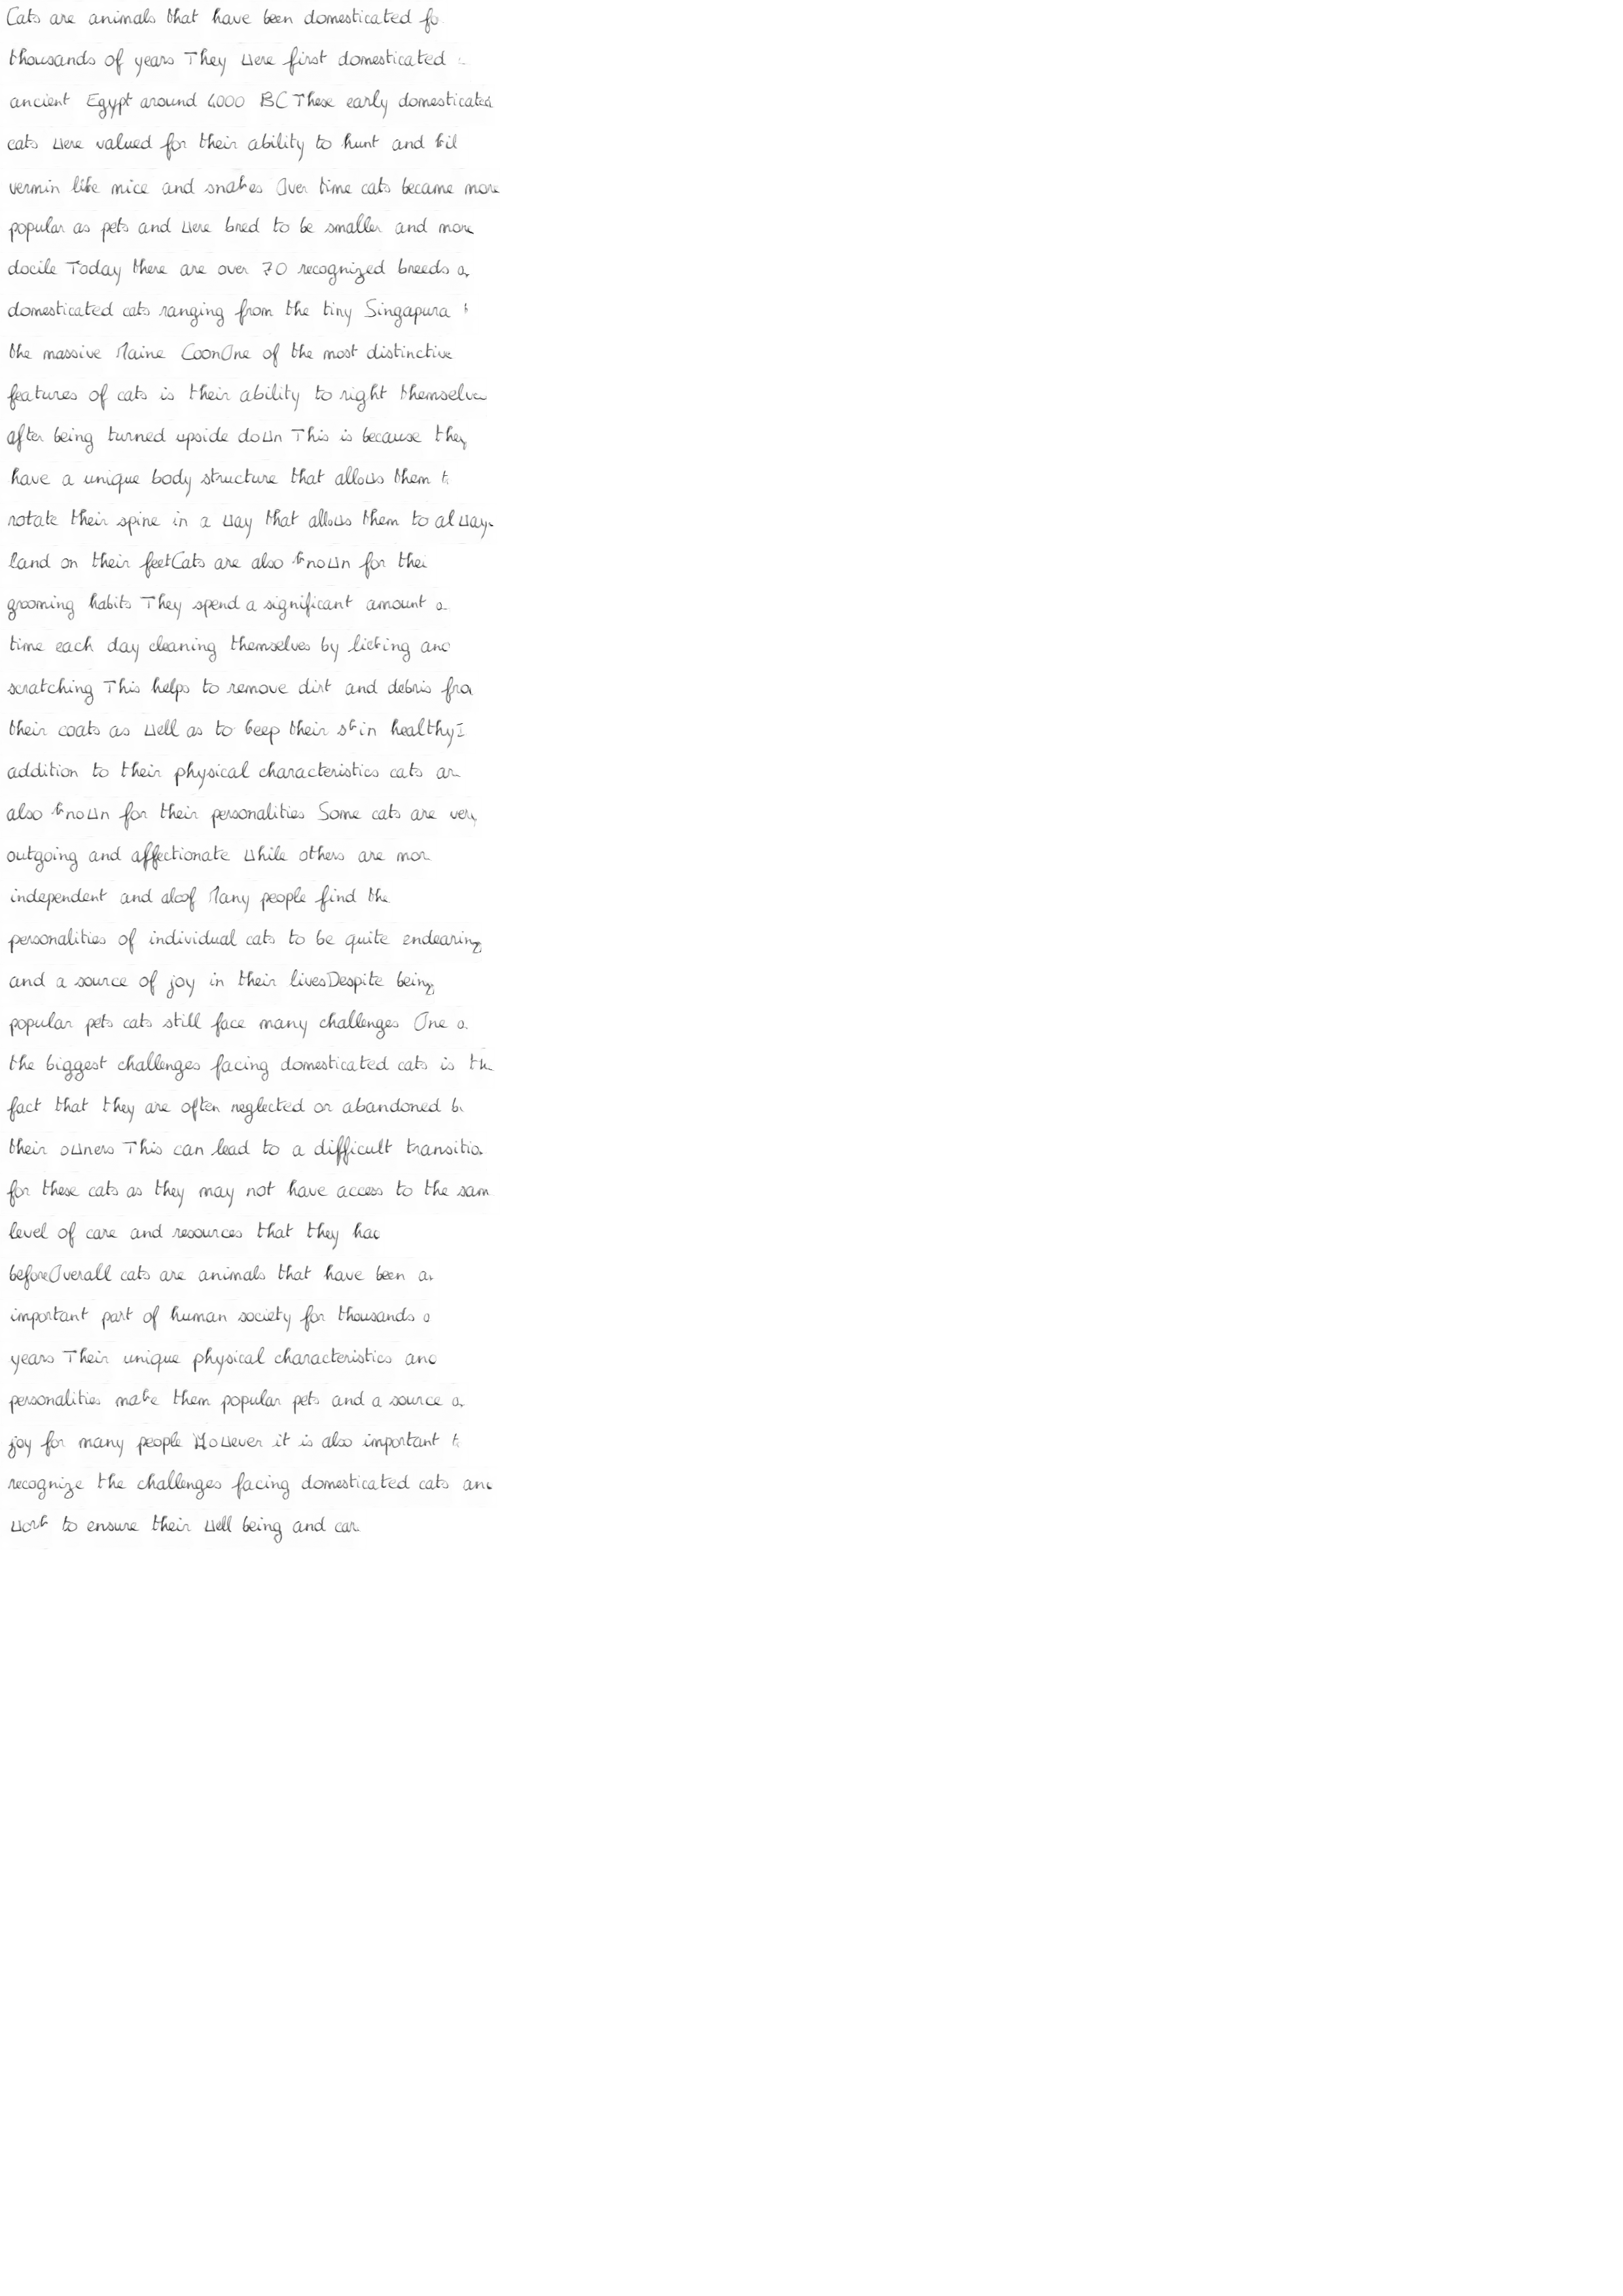 Cats are animals that have been domesticated fo
thousands of years They were first domesticated
ancient Egypt around 4000 BC These early domesticated
cats were valued for their ability to hunt and kil
vermin like mice and snakes Over time cats became more
popular as pets and were bred to be smaller and more
docile Today there are over 70 recognized breeds o
domesticated cats ranging from the tiny Singapura t
the massive Maine CoonOne of the most distinctive
features of cats is their ability to right themselve
after being turned upside down This is because they
have a unique body structure that allows them t
rotate their spine in a way that allows them to always
land on their feetCats are also known for thei
grooming habits They spend a significant amount o
time each day cleaning themselves by licking and
scratching This helps to remove dirt and debris fro
their coats as well as to keep their skin healthyI
addition to their physical characteristics cats ar
also known for their personalities Some cats are very
outgoing and affectionate while others are mor
independent and aloof Many people find the
personalities of individual cats to be quite endearing
and a source of joy in their livesDespite being
popular pets cats still face many challenges One o
the biggest challenges facing domesticated cats is th
fact that they are often neglected or abandoned b
their owners This can lead to a difficult transitio
for these cats as they may not have access to the sam
level of care and resources that they had
beforeOverall cats are animals that have been a
important part of human society for thousands o
years Their unique physical characteristics and
personalities make them popular pets and a source o
joy for many people However it is also important t
recognize the challenges facing domesticated cats and
work to ensure their well being and car